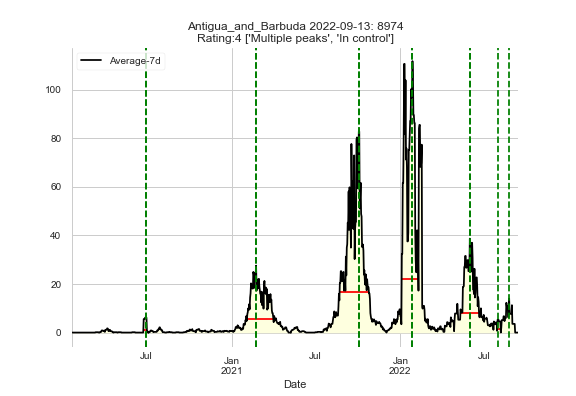 Antigua_and_Barbuda 2022-09-13: 8974
Rating:4 ['Multiple peaks', 'In control']
Average-7d
100
80
60
40
20
0
Jul
Jan
2021
Jul
Jan
2022
Jul
Date